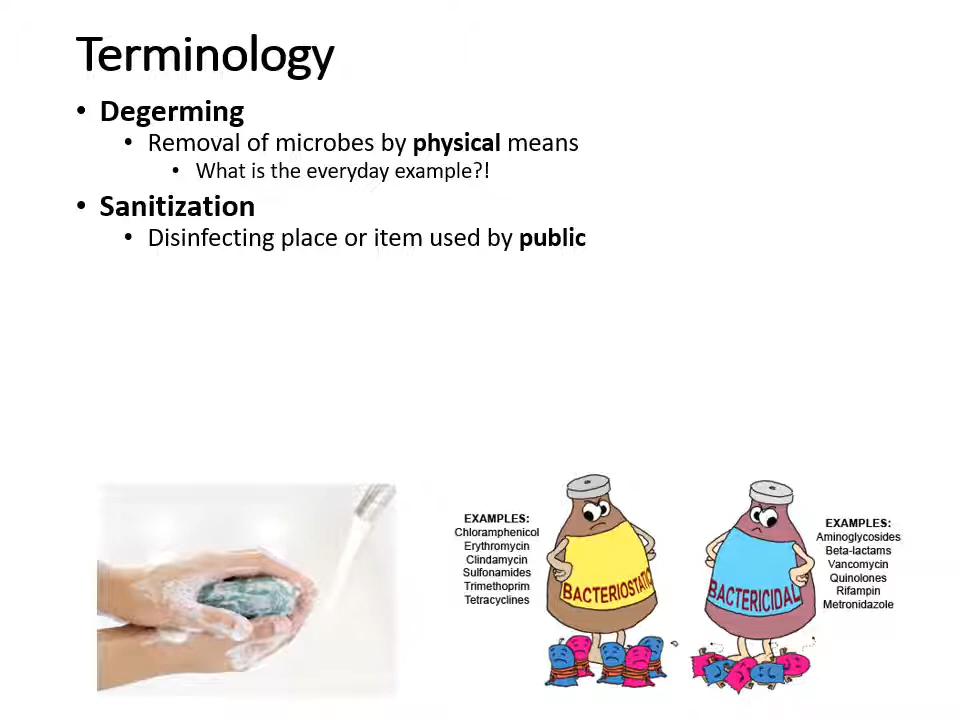 Terminology
• Degerming
• Removal of microbes by physical means
• What is the everyday example?!
• Sanitization
• Disinfecting place or item used by public
EXAMPLES:
Chloramphenicol
Erythromycin
Clindamycin
Sulfonamides
Trimethoprim
Tetracyclines
BACTERIOSTATIC
BACTERICIDAL
EXAMPLES:
Aminoglycosides
Beta-lactams
Vancomycin
Quinolones
Rifampin
Metronidazole